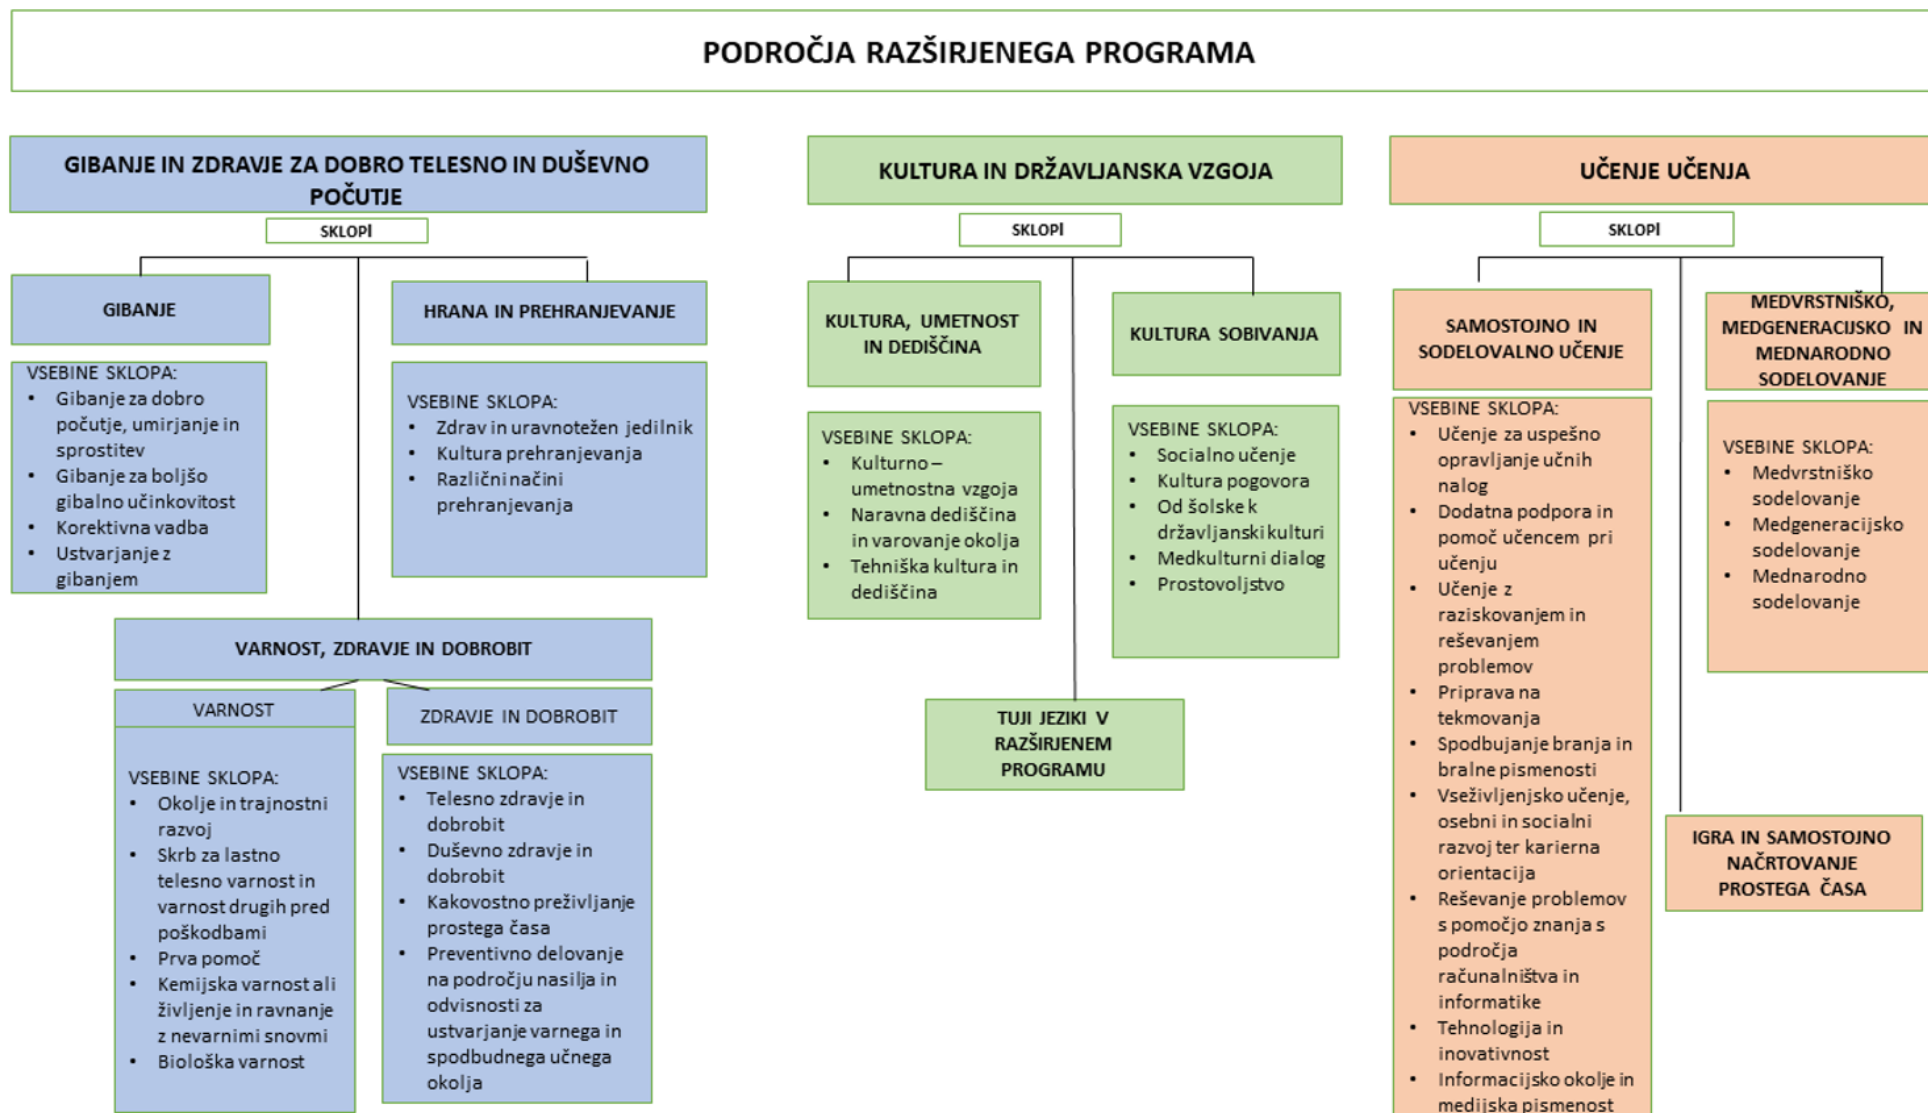 PODROČJA RAZŠIRJENEGA PROGRAMA
GIBANJE IN ZDRAVJE ZA DOBRO TELESNO IN DUŠEVNO
POČUTJE
SKLOPI
GIBANJE
VSEBINE SKLOPA:
• Gibanje za dobro
počutje, umirjanje in
sprostitev
• Gibanje za boljšo
gibalno učinkovitost
• Korektivna vadba
• Ustvarjanje z
gibanjem
HRANA IN PREHRANJEVANJE
VSEBINE SKLOPA:
• Zdrav in uravnotežen jedilnik
• Kultura prehranjevanja
• Različni načini
prehranjevanja
VARNOST, ZDRAVJE IN DOBROBIT
VARNOST
VSEBINE SKLOPA:
• Okolje in trajnostni
razvoj
• Skrb za lastno
telesno varnost in
varnost drugih pred
poškodbami
• Prva pomoč
• Kemijska varnost ali
življenje in ravnanje
z nevarnimi snovmi
• Biološka varnost
ZDRAVJE IN DOBROBIT
VSEBINE SKLOPA:
• Telesno zdravje in
dobrobit
• Duševno zdravje in
dobrobit
• Kakovostno preživljanje
prostega časa
• Preventivno delovanje
na področju nasilja in
odvisnosti za
ustvarjanje varnega in
spodbudnega učnega
okolja
KULTURA IN DRŽAVLJANSKA VZGOJA
SKLOPI
KULTURA, UMETNOST
IN DEDIŠČINA
VSEBINE SKLOPA:
• Kulturno –
umetnostna vzgoja
• Naravna dediščina
in varovanje okolja
• Tehniška kultura in
dediščina
KULTURA SOBIVANJA
VSEBINE SKLOPA:
• Socialno učenje
• Kultura pogovora
• Od šolske k
državljanski kulturi
• Medkulturni dialog
• Prostovoljstvo
TUJI JEZIKI V
RAZŠIRJENEM
PROGRAMU
UČENJE UČENJA
SKLOPI
SAMOSTOJNO IN
SODELOVALNO UČENJE
VSEBINE SKLOPA:
• Učenje za uspešno
opravljanje učnih
nalog
• Dodatna podpora in
pomoč učencem pri
učenju
• Učenje z
raziskovanjem in
reševanjem
problemov
• Priprava na
tekmovanja
• Spodbujanje branja in
bralne pismenosti
• Vseživljenjsko učenje,
osebni in socialni
razvoj ter karierna
orientacija
• Reševanje problemov
s pomočjo znanja s
področja
računalništva in
informatike
• Tehnologija in
inovativnost
• Informacijsko okolje in
medijska pismenost
MEDVRSTNIŠKO,
MEDGENERACIJSKO IN
MEDNARODNO
SODELOVANJE
VSEBINE SKLOPA:
• Medvrstniško
sodelovanje
• Medgeneracijsko
sodelovanje
• Mednarodno
sodelovanje
IGRA IN SAMOSTOJNO
NAČRTOVANJE
PROSTEGA ČASA